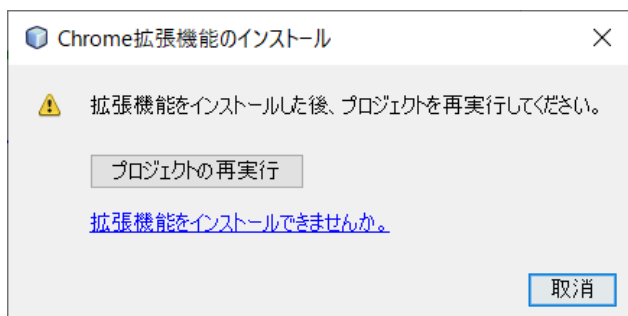 Chrome拡張機能のインストール
拡張機能をインストールした後、プロジェクトを再実行してください。
プロジェクトの再実行
拡張機能をインストールできませんか。
取消